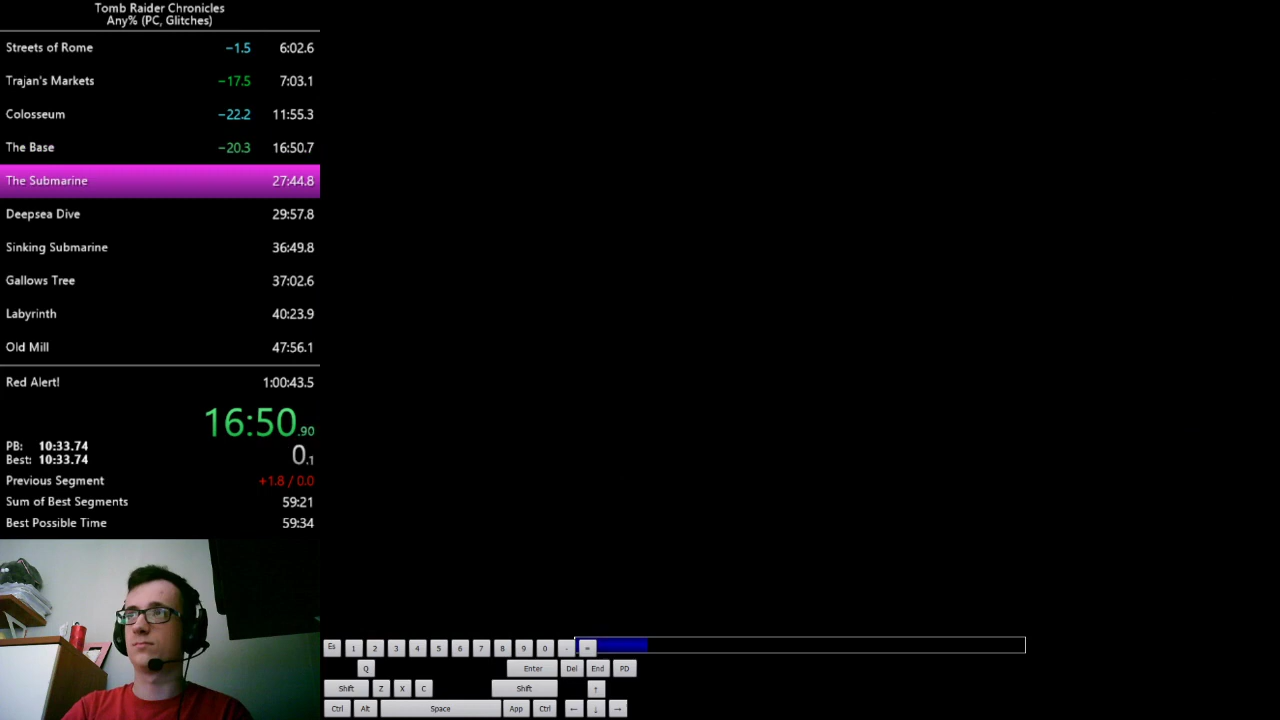 Tomb Raider Chronicles
Any% (PC, Glitches)
Streets of Rome −1.5 6:02.6
Trajan's Markets −17.5 7:03.1
Colosseum −22.2 11:55.3
The Base −20.3 16:50.7
The Submarine 27:44.8
Deepsea Dive 29:57.8
Sinking Submarine 36:49.8
Gallows Tree 37:02.6
Labyrinth 40:23.9
Old Mill 47:56.1
Red Alert! 1:00:43.5
16:50.90
PB: 10:33.74
Best: 10:33.74 0.1
Previous Segment +1.8 / 0.0
Sum of Best Segments 59:21
Best Possible Time 59:34
Es 1 2 3 4 5 6 7 8 9 0 - =
Q Enter Del End PD
Shift Z X C Shift ↑
Ctrl Alt Space App Ctrl ← ↓ →